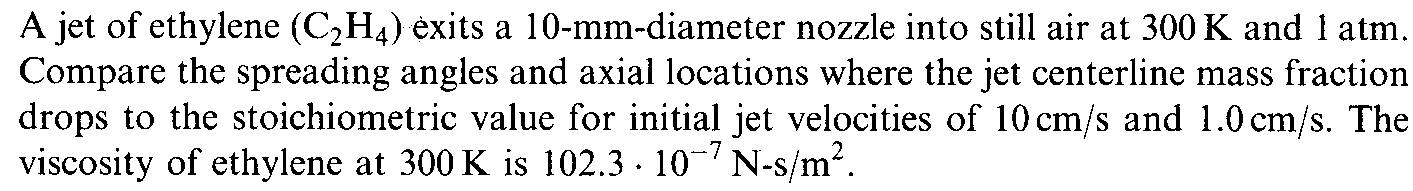 A jet of ethylene (C₂H₄) exits a 10-mm-diameter nozzle into still air at 300 K and 1 atm.
Compare the spreading angles and axial locations where the jet centerline mass fraction
drops to the stoichiometric value for initial jet velocities of 10 cm/s and 1.0 cm/s. The
viscosity of ethylene at 300 K is 102.3 · 10⁻⁷ N-s/m².